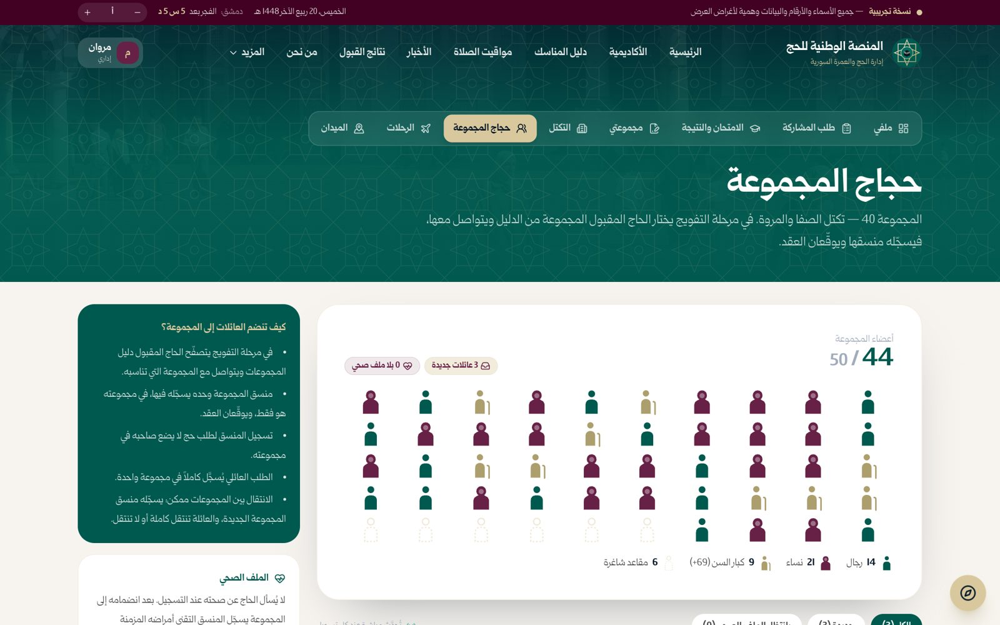 نسخة تجريبية — جميع الأسماء والأرقام والبيانات وهمية لأغراض العرض
الخميس، 20 ربيع الآخر 1448 هـ
دمشق: الفجر بعد 5 س 5 د
− أ +
المنصة الوطنية للحج
إدارة الحج والعمرة السورية
الرئيسية
الأكاديمية
دليل المناسك
مواقيت الصلاة
الأخبار
نتائج القبول
من نحن
المزيد
م
مروان
إداري
ملفي
طلب المشاركة
الامتحان والنتيجة
مجموعتي
التكتل
حجاج المجموعة
الرحلات
الميدان
حجاج المجموعة
المجموعة 40 — تكتل الصفا والمروة. في مرحلة التفويج يختار الحاج المقبول المجموعة من الدليل ويتواصل معها،
فيسجّله منسقها ويوقّعان العقد.
أعضاء المجموعة
44 / 50
3 عائلات جديدة
0 بلا ملف صحي
14 رجال
21 نساء
9 كبار السن (69+)
6 مقاعد شاغرة
كيف تنضم العائلات إلى المجموعة؟
• في مرحلة التفويج يتصفّح الحاج المقبول دليل
المجموعات ويتواصل مع المجموعة التي تناسبه.
• منسق المجموعة وحده يسجّله فيها، في مجموعته
هو فقط، ويوقّعان العقد.
• تسجيل المنسق لطلب حج لا يضع صاحبه في
مجموعته.
• الطلب العائلي يُسجَّل كاملاً في مجموعة واحدة.
• الانتقال بين المجموعات ممكن: يسجّله منسق
المجموعة الجديدة، والعائلة تنتقل كاملة أو لا تنتقل.
الملف الصحي
لا يُسأل الحاج عن صحته عند التسجيل. بعد انضمامه إلى
المجموعة يسجّل المنسق التقني أمراضه المزمنة
الكل (3)
جديدة (3)